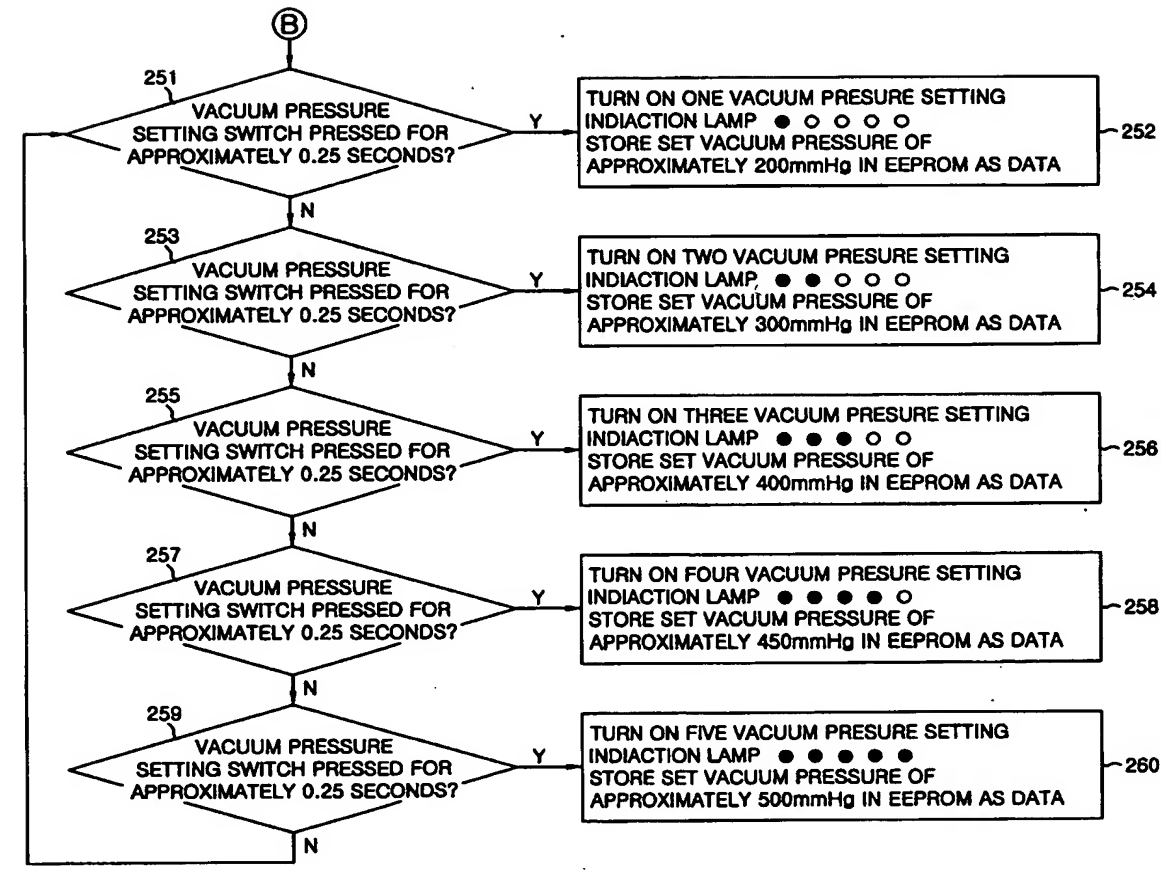 B
251
VACUUM PRESSURE
SETTING SWITCH PRESSED FOR
APPROXIMATELY 0.25 SECONDS?
Y
TURN ON ONE VACUUM PRESURE SETTING
INDIACTION LAMP ● ○ ○ ○ ○
STORE SET VACUUM PRESSURE OF
APPROXIMATELY 200mmHg IN EEPROM AS DATA
252
N
253
VACUUM PRESSURE
SETTING SWITCH PRESSED FOR
APPROXIMATELY 0.25 SECONDS?
Y
TURN ON TWO VACUUM PRESURE SETTING
INDIACTION LAMP ● ● ○ ○ ○
STORE SET VACUUM PRESSURE OF
APPROXIMATELY 300mmHg IN EEPROM AS DATA
254
N
255
VACUUM PRESSURE
SETTING SWITCH PRESSED FOR
APPROXIMATELY 0.25 SECONDS?
Y
TURN ON THREE VACUUM PRESURE SETTING
INDIACTION LAMP ● ● ● ○ ○
STORE SET VACUUM PRESSURE OF
APPROXIMATELY 400mmHg IN EEPROM AS DATA
256
N
257
VACUUM PRESSURE
SETTING SWITCH PRESSED FOR
APPROXIMATELY 0.25 SECONDS?
Y
TURN ON FOUR VACUUM PRESURE SETTING
INDIACTION LAMP ● ● ● ● ○
STORE SET VACUUM PRESSURE OF
APPROXIMATELY 450mmHg IN EEPROM AS DATA
258
N
259
VACUUM PRESSURE
SETTING SWITCH PRESSED FOR
APPROXIMATELY 0.25 SECONDS?
Y
TURN ON FIVE VACUUM PRESURE SETTING
INDIACTION LAMP ● ● ● ● ●
STORE SET VACUUM PRESSURE OF
APPROXIMATELY 500mmHg IN EEPROM AS DATA
260
N